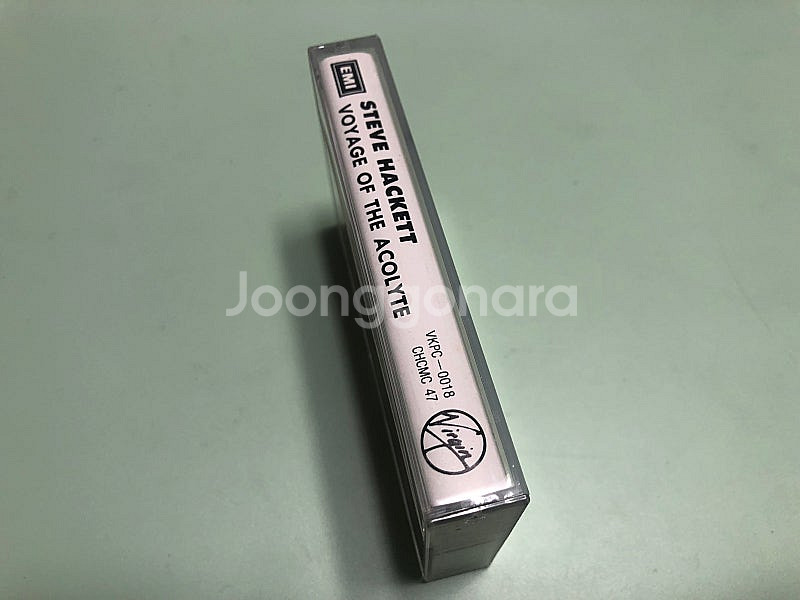 EMI
STEVE HACKETT
VOYAGE OF THE ACOLYTE
VKPC-0018
CHCMC 47
Virgin
Joonggonara